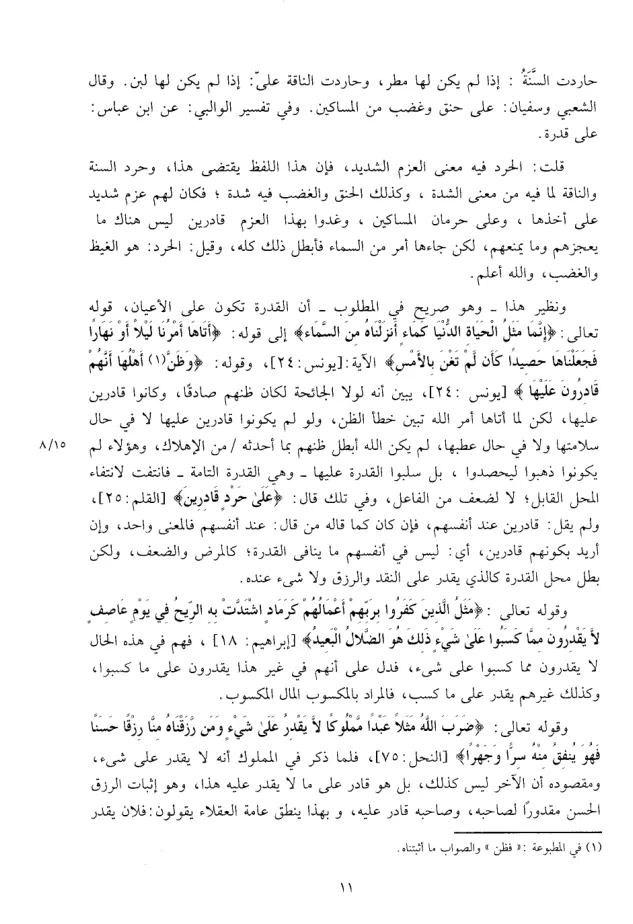 حاردت السَّنَةُ : إذا لم يكن لها مطر، وحاردت الناقة علىّ: إذا لم يكن لها لبن. وقال
الشعبي وسفيان: على حنق وغضب من المساكين. وفي تفسير الوالبي: عن ابن عباس:
على قدرة.
قلت: الحرد فيه معنى العزم الشديد، فإن هذا اللفظ يقتضى هذا، وحرد السنة
والناقة لما فيه من معنى الشدة ، وكذلك الحنق والغضب فيه شدة ؛ فكان لهم عزم شديد
على أخذها ، وعلى حرمان المساكين ، وغدوا بهذا العزم قادرين ليس هناك ما
يعجزهم وما يمنعهم، لكن جاءها أمر من السماء فأبطل ذلك كله، وقيل: الحرد: هو الغيظ
والغضب، والله أعلم.
ونظير هذا ـ وهو صريح في المطلوب ـ أن القدرة تكون على الأعيان، قوله
تعالى: ﴿إِنَّمَا مَثَلُ الْحَيَاةِ الدُّنْيَا كَمَاءٍ أَنزَلْنَاهُ مِنَ السَّمَاءِ﴾ إلى قوله: ﴿أَتَاهَا أَمْرُنَا لَيْلاً أَوْ نَهَارًا
فَجَعَلْنَاهَا حَصِيدًا كَأَن لَّمْ تَغْنَ بِالأَمْسِ﴾ الآية:[يونس:٢٤]، وقوله: ﴿وَظَنَّ(١) أَهْلُهَا أَنَّهُمْ
قَادِرُونَ عَلَيْهَا ﴾ [يونس :٢٤]، يبين أنه لولا الجائحة لكان ظنهم صادقًا، وكانوا قادرين
عليها، لكن لما أتاها أمر الله تبين خطأ الظن، ولو لم يكونوا قادرين عليها لا في حال
سلامتها ولا في حال عطبها، لم يكن الله أبطل ظنهم بما أحدثه /من الإهلاك، وهؤلاء لم
٨/١٥
يكونوا ذهبوا ليحصدوا ، بل سلبوا القدرة عليها ـ وهي القدرة التامة ـ فانتفت لانتفاء
المحل القابل؛ لا لضعف من الفاعل، وفي تلك قال: ﴿عَلَىٰ حَرْدٍ قَادِرِينَ﴾ [القلم:٢٥]،
ولم يقل: قادرين عند أنفسهم، فإن كان كما قاله من قال: عند أنفسهم فالمعنى واحد، وإن
أريد بكونهم قادرين، أي: ليس في أنفسهم ما ينافى القدرة؛ كالمرض والضعف، ولكن
بطل محل القدرة كالذي يقدر على النقد والرزق ولا شىء عنده.
وقوله تعالى :﴿مَثَلُ الَّذِينَ كَفَرُوا بِرَبِّهِمْ أَعْمَالُهُمْ كَرَمَادٍ اشْتَدَّتْ بِهِ الرِّيحُ فِي يَوْمٍ عَاصِفٍ
لاَّ يَقْدِرُونَ مِمَّا كَسَبُوا عَلَىٰ شَيْءٍ ذَلِكَ هُوَ الضَّلالُ الْبَعِيدُ﴾ [إبراهيم: ١٨] ، فهم في هذه الحال
لا يقدرون مما كسبوا على شىء، فدل على أنهم في غير هذا يقدرون على ما كسبوا،
وكذلك غيرهم يقدر على ما كسب، فالمراد بالمكسوب المال المكسوب.
وقوله تعالى: ﴿ضَرَبَ اللَّهُ مَثَلاً عَبْدًا مَّمْلُوكًا لاَّ يَقْدِرُ عَلَىٰ شَيْءٍ وَمَن رَّزَقْنَاهُ مِنَّا رِزْقًا حَسَنًا
فَهُوَ يُنفِقُ مِنْهُ سِرًّا وَجَهْرًا﴾ [النحل:٧٥]، فلما ذكر في المملوك أنه لا يقدر على شىء،
ومقصوده أن الآخر ليس كذلك، بل هو قادر على ما لا يقدر عليه هذا، وهو إثبات الرزق
الحسن مقدورًا لصاحبه، وصاحبه قادر عليه، و بهذا ينطق عامة العقلاء يقولون:فلان يقدر
(١) في المطبوعة :« فظن » والصواب ما أثبتناه.
١١